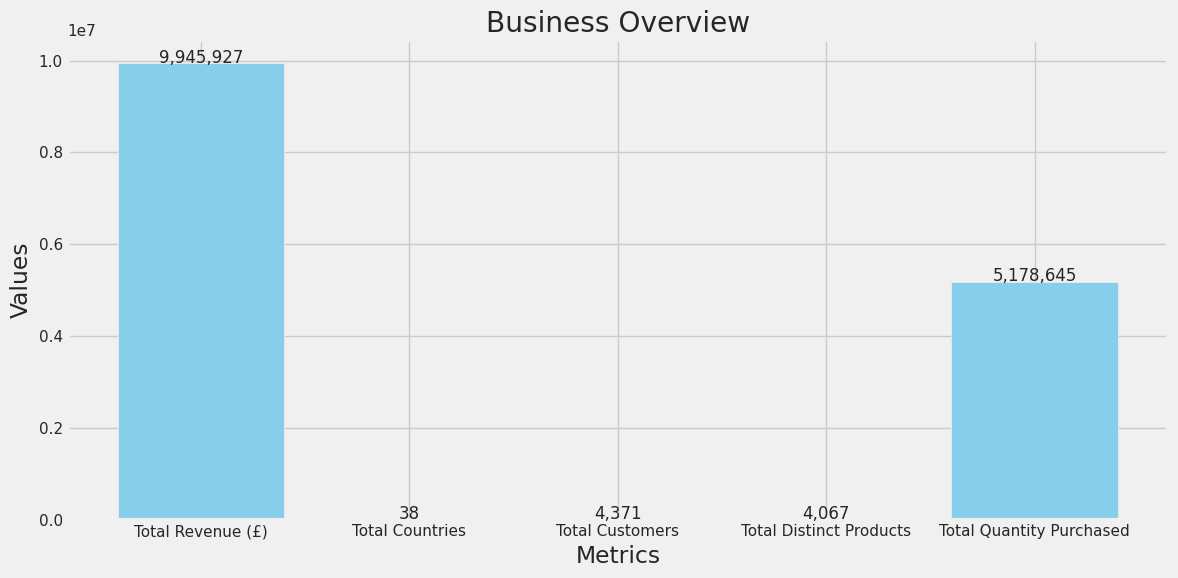 Business Overview
1e7
1.0
0.8
0.6
0.4
0.2
0.0
Values
9,945,927
38
4,371
4,067
5,178,645
Total Revenue (£)
Total Countries
Total Customers
Total Distinct Products
Total Quantity Purchased
Metrics